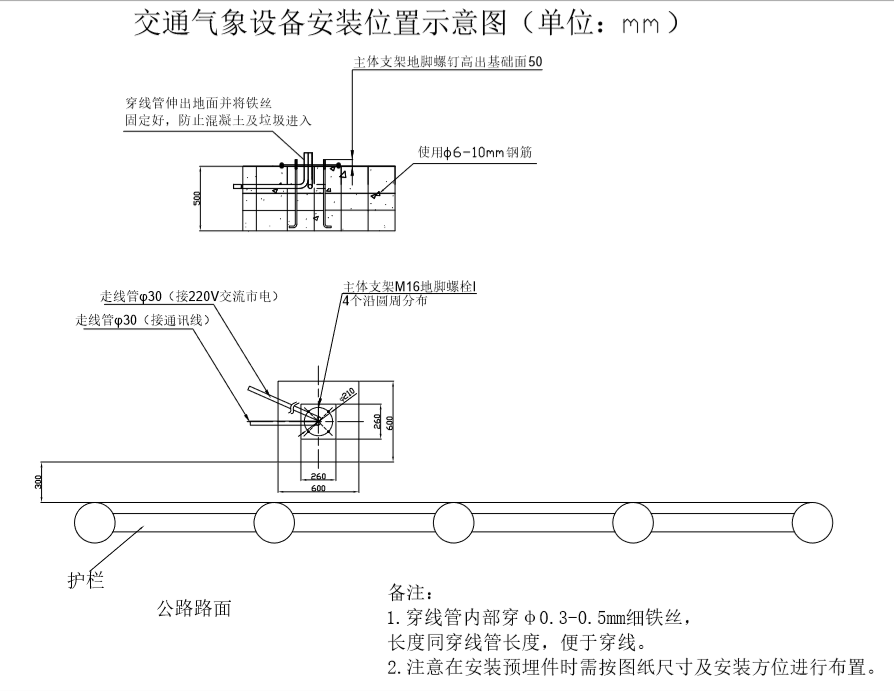 交通气象设备安装位置示意图（单位：mm）
主体支架地脚螺钉高出基础面50
穿线管伸出地面并将铁丝
固定好，防止混凝土及垃圾进入
使用φ6-10mm钢筋
500
主体支架M16地脚螺栓I
4个沿圆周分布
走线管φ30（接220V交流市电）
走线管φ30（接通讯线）
φ210
260
600
260
600
300
护栏
公路路面
备注：
1.穿线管内部穿φ0.3-0.5mm细铁丝，
长度同穿线管长度，便于穿线。
2.注意在安装预埋件时需按图纸尺寸及安装方位进行布置。